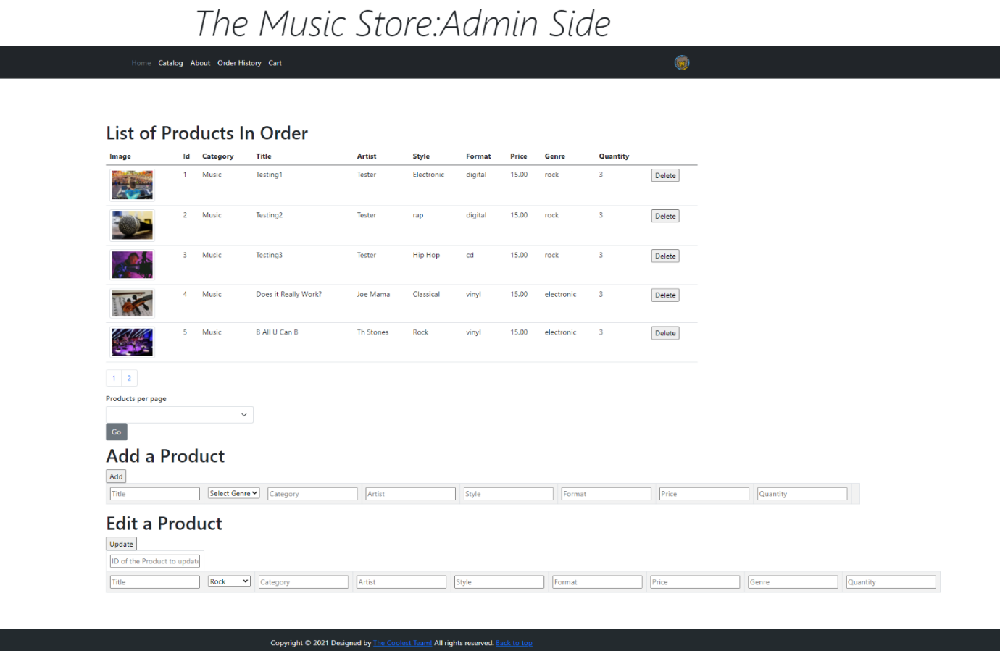 The Music Store:Admin Side
Home Catalog About Order History Cart
List of Products In Order
Image Id Category Title Artist Style Format Price Genre Quantity
1 Music Testing1 Tester Electronic digital 15.00 rock 3 Delete
2 Music Testing2 Tester rap digital 15.00 rock 3 Delete
3 Music Testing3 Tester Hip Hop cd 15.00 rock 3 Delete
4 Music Does it Really Work? Joe Mama Classical vinyl 15.00 electronic 3 Delete
5 Music B All U Can B Th Stones Rock vinyl 15.00 electronic 3 Delete
1 2
Products per page
Go
Add a Product
Add
Title Select Genre Category Artist Style Format Price Quantity
Edit a Product
Update
ID of the Product to updat
Title Rock Category Artist Style Format Price Genre Quantity
Copyright © 2021 Designed by The Coolest Team! All rights reserved. Back to top